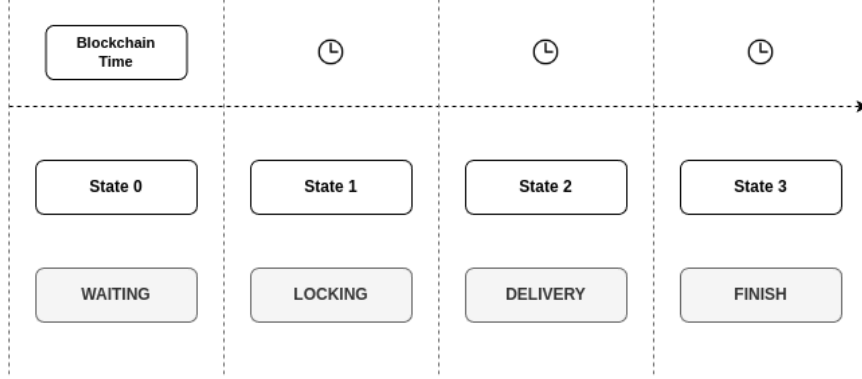 Blockchain
Time
State 0
State 1
State 2
State 3
WAITING
LOCKING
DELIVERY
FINISH